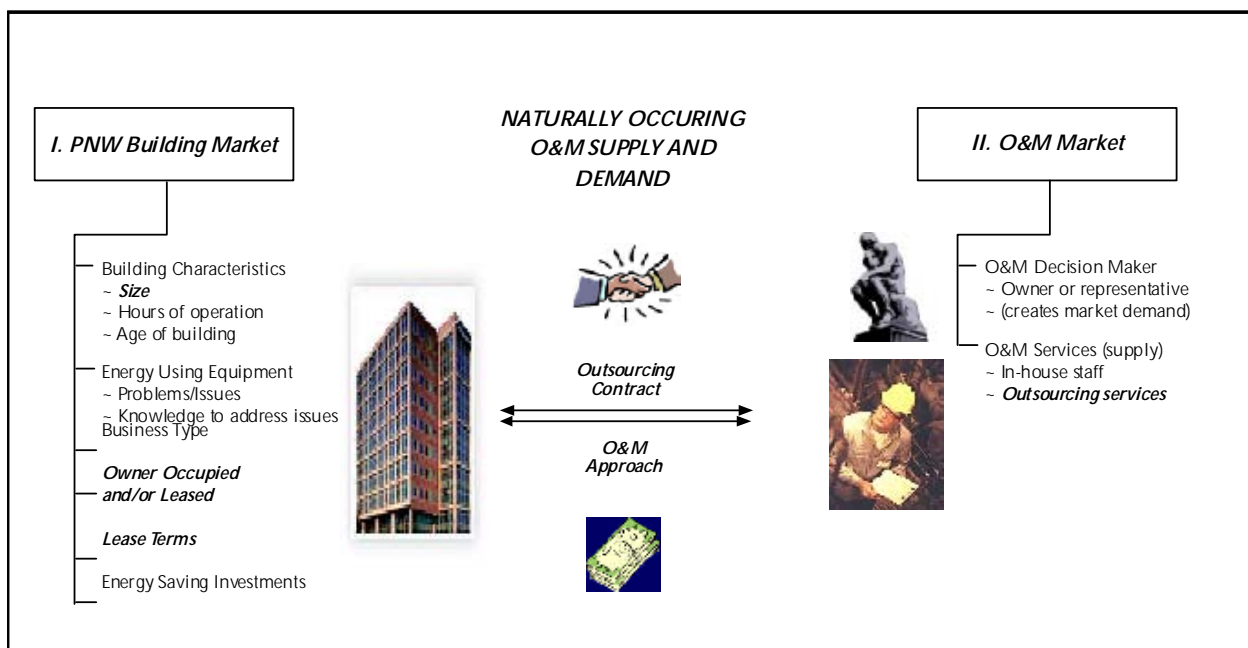 I. PNW Building Market
Building Characteristics
~ Size
~ Hours of operation
~ Age of building
Energy Using Equipment
~ Problems/Issues
~ Knowledge to address issues
Business Type
Owner Occupied
and/or Leased
Lease Terms
Energy Saving Investments
NATURALLY OCCURING
O&M SUPPLY AND
DEMAND
Outsourcing
Contract
O&M
Approach
II. O&M Market
O&M Decision Maker
~ Owner or representative
~ (creates market demand)
O&M Services (supply)
~ In-house staff
~ Outsourcing services